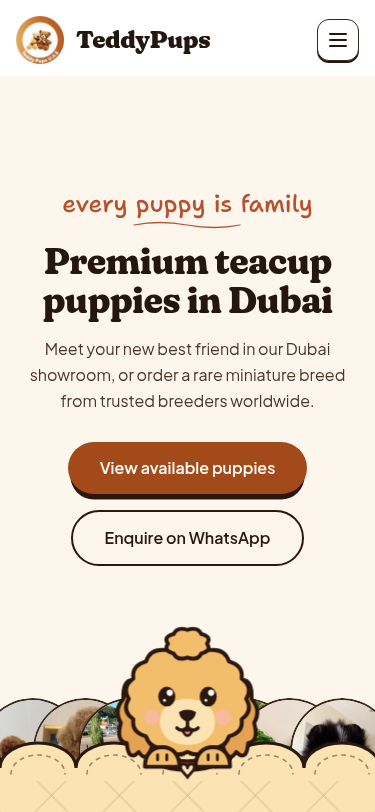 TeddyPups
every puppy is family
Premium teacup
puppies in Dubai
Meet your new best friend in our Dubai
showroom, or order a rare miniature breed
from trusted breeders worldwide.
View available puppies
Enquire on WhatsApp